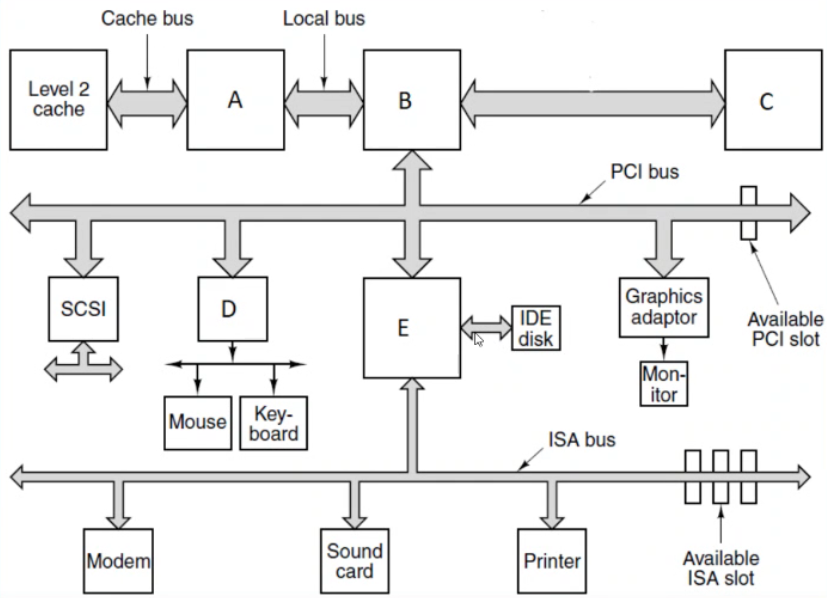 Cache bus
Local bus
Level 2
cache
A
B
C
PCI bus
SCSI
D
E
IDE
disk
Graphics
adaptor
Available
PCI slot
Mon-
itor
Mouse
Key-
board
ISA bus
Modem
Sound
card
Printer
Available
ISA slot